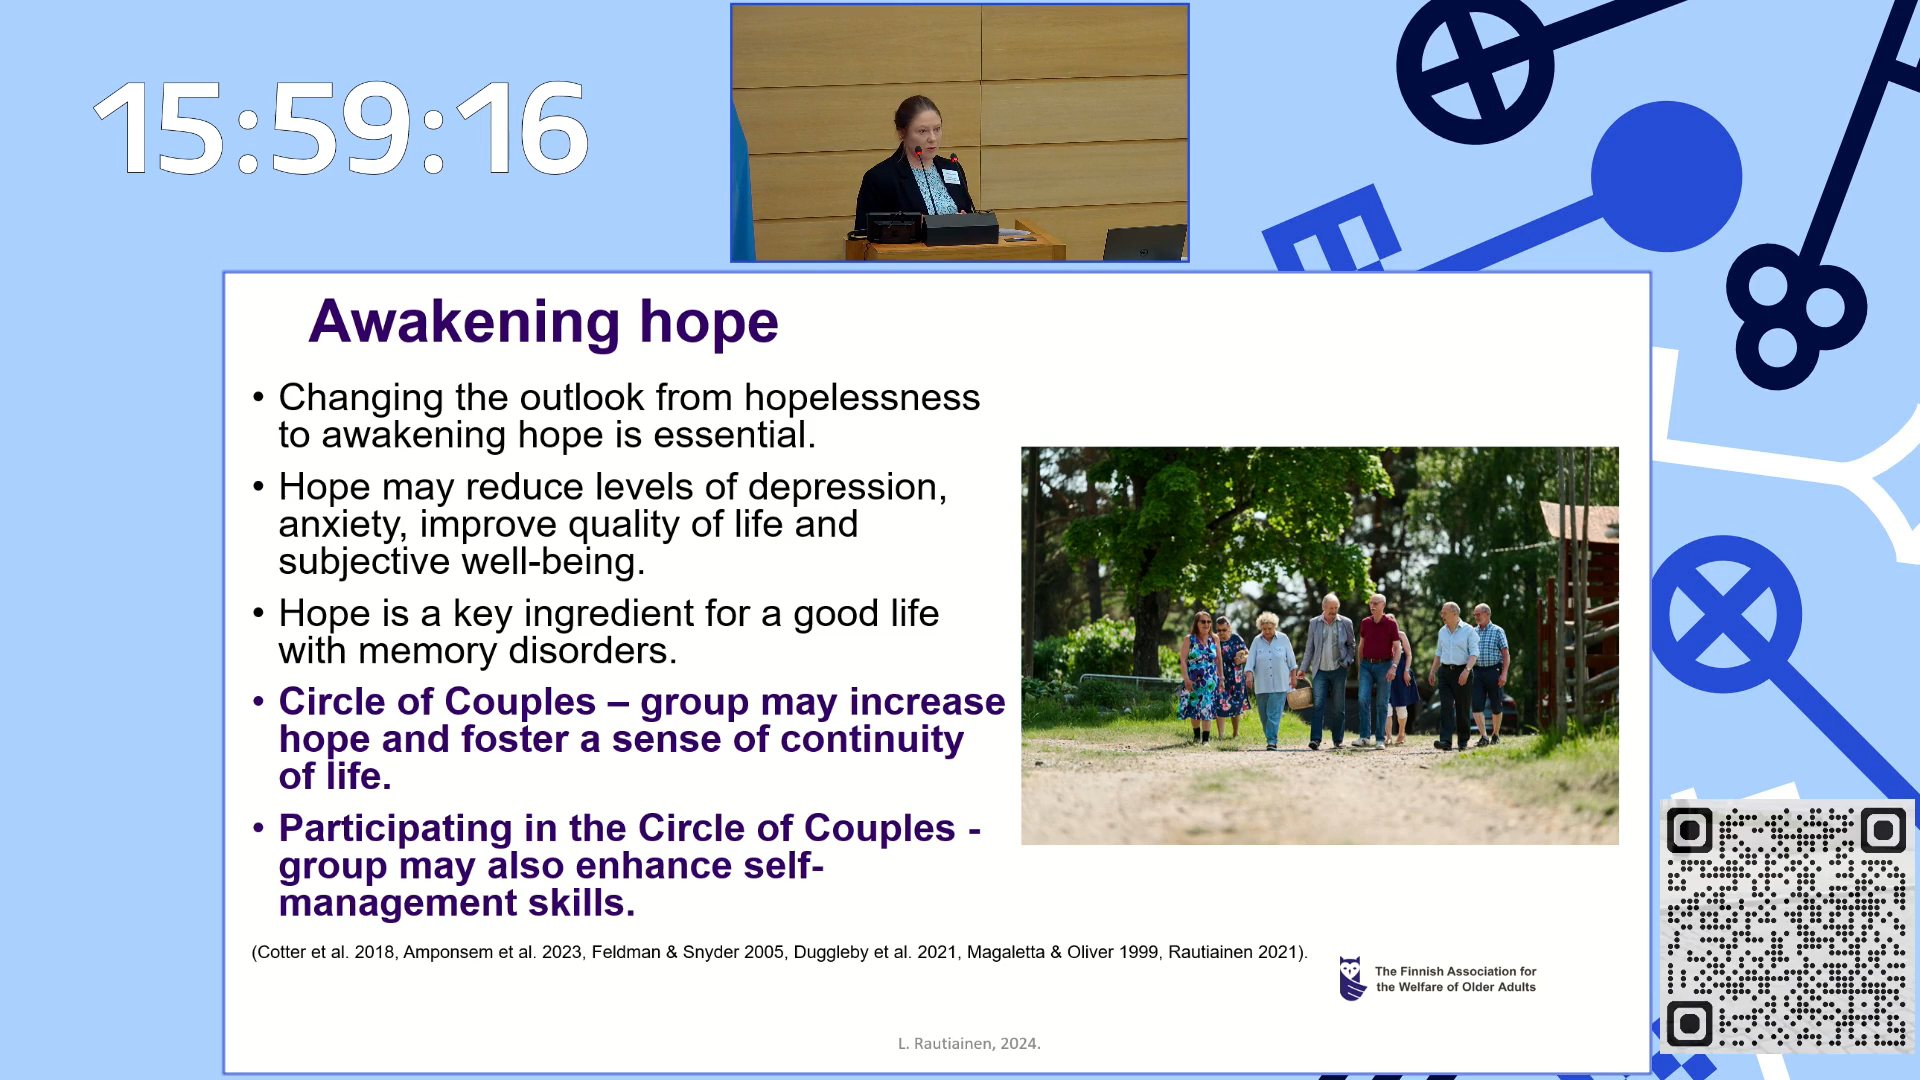 15:59:16
Awakening hope
• Changing the outlook from hopelessness
to awakening hope is essential.
• Hope may reduce levels of depression,
anxiety, improve quality of life and
subjective well-being.
• Hope is a key ingredient for a good life
with memory disorders.
• Circle of Couples – group may increase
hope and foster a sense of continuity
of life.
• Participating in the Circle of Couples -
group may also enhance self-
management skills.
(Cotter et al. 2018, Amponsem et al. 2023, Feldman & Snyder 2005, Duggleby et al. 2021, Magaletta & Oliver 1999, Rautiainen 2021).
The Finnish Association for
the Welfare of Older Adults
L. Rautiainen, 2024.